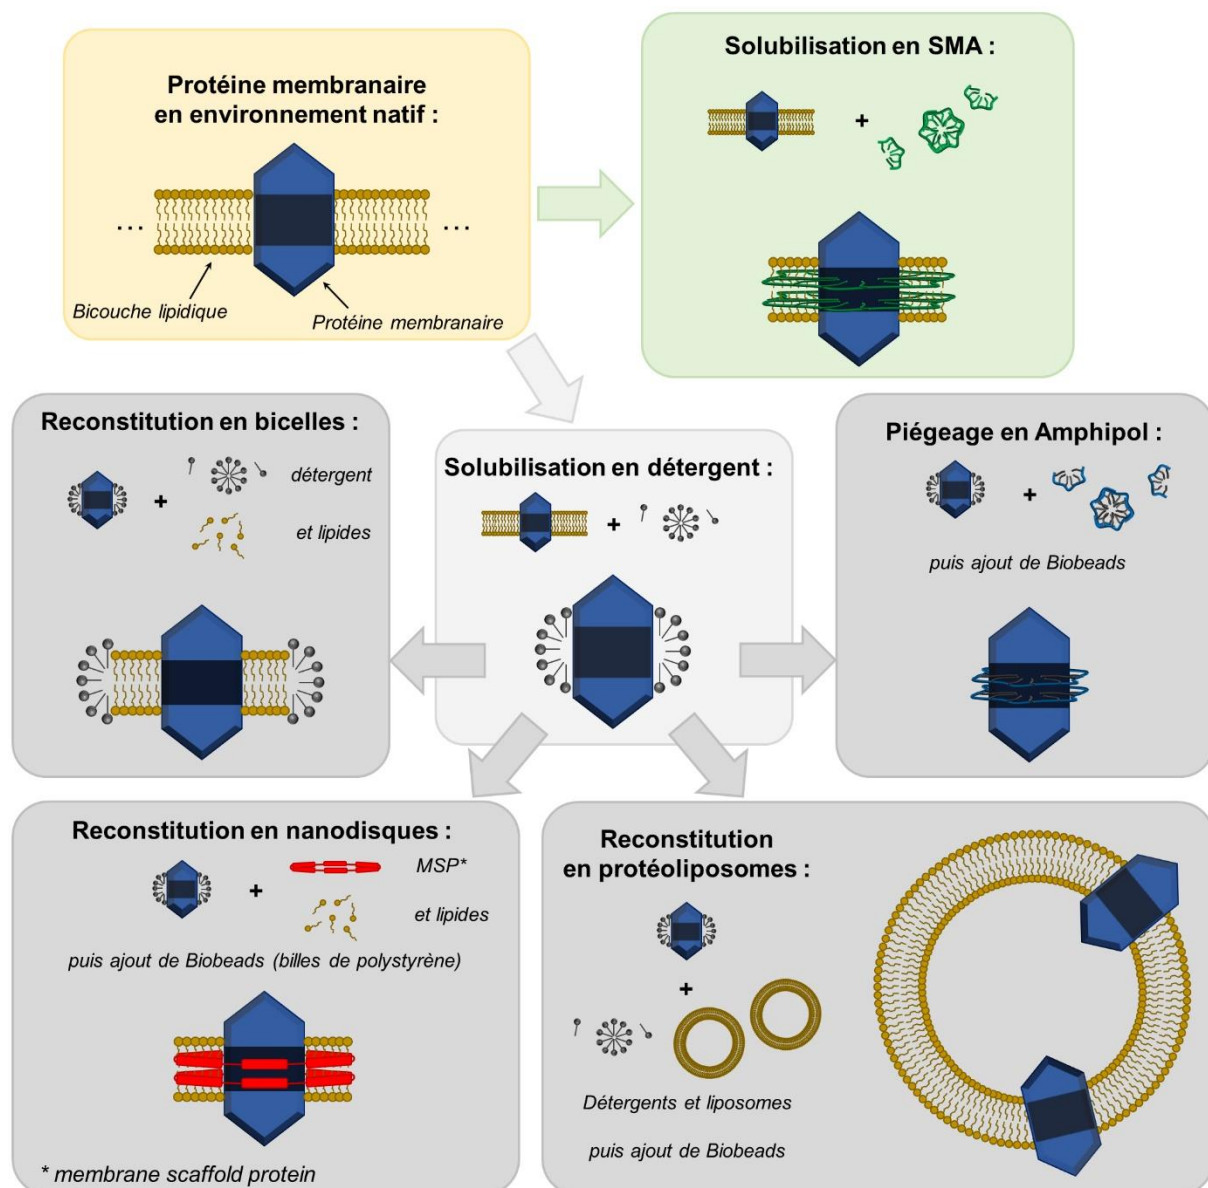 Protéine membranaire
en environnement natif :
...
...
Bicouche lipidique
Protéine membranaire
Solubilisation en SMA :
+
Reconstitution en bicelles :
+
détergent
et lipides
Solubilisation en détergent :
+
Piégeage en Amphipol :
+
puis ajout de Biobeads
Reconstitution en nanodisques :
+
MSP*
et lipides
puis ajout de Biobeads (billes de polystyrène)
* membrane scaffold protein
Reconstitution
en protéoliposomes :
+
Détergents et liposomes
puis ajout de Biobeads